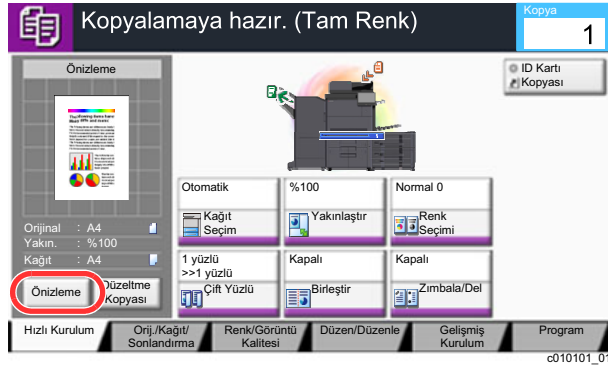 Kopyalamaya hazır. (Tam Renk)
Kopya
1
Önizleme
Orijinal : A4
Yakın. : %100
Kağıt : A4
Önizleme
Düzeltme
Kopyası
1
ID Kartı
Kopyası
Otomatik
Kağıt
Seçim
%100
Yakınlaştır
Normal 0
Renk
Seçimi
1 yüzlü
>>1 yüzlü
Çift Yüzlü
Kapalı
Birleştir
Kapalı
Zımbala/Del
Hızlı Kurulum
Orij./Kağıt/
Sonlandırma
Renk/Görüntü
Kalitesi
Düzen/Düzenle
Gelişmiş
Kurulum
Program
c010101_01